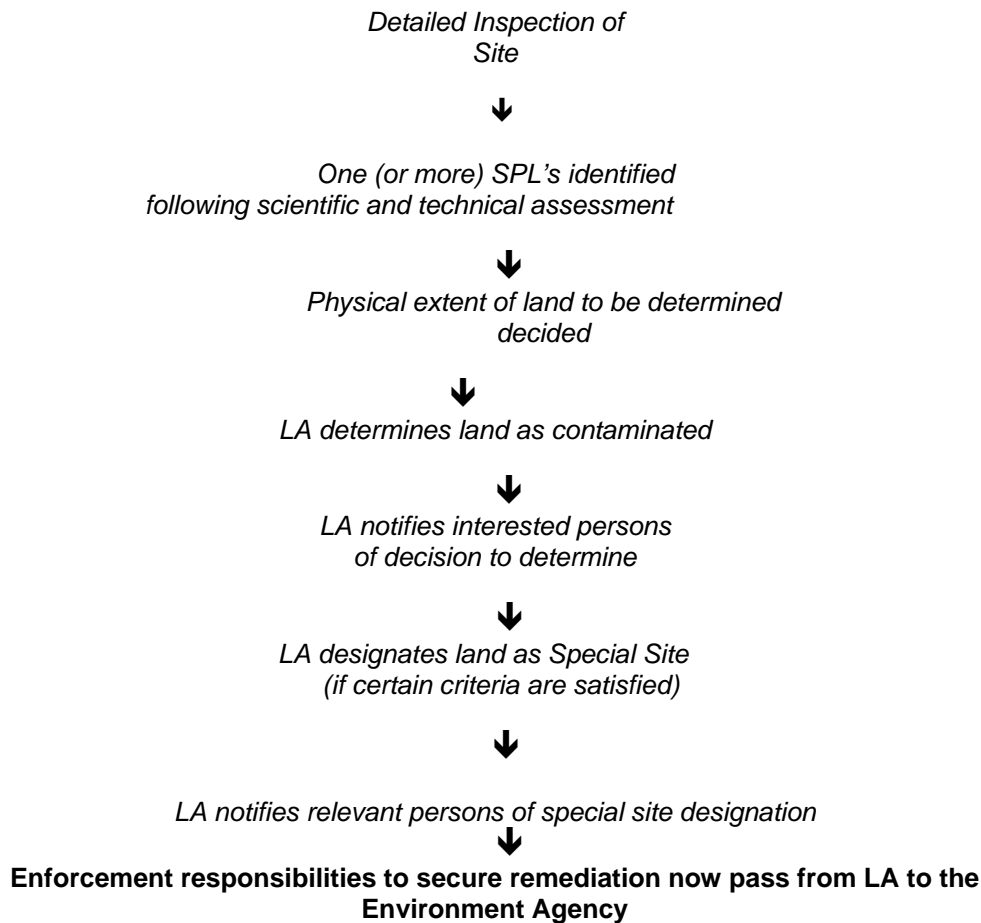 Detailed Inspection of
Site
One (or more) SPL's identified
following scientific and technical assessment
Physical extent of land to be determined
decided
LA determines land as contaminated
LA notifies interested persons
of decision to determine
LA designates land as Special Site
(if certain criteria are satisfied)
LA notifies relevant persons of special site designation
Enforcement responsibilities to secure remediation now pass from LA to the
Environment Agency